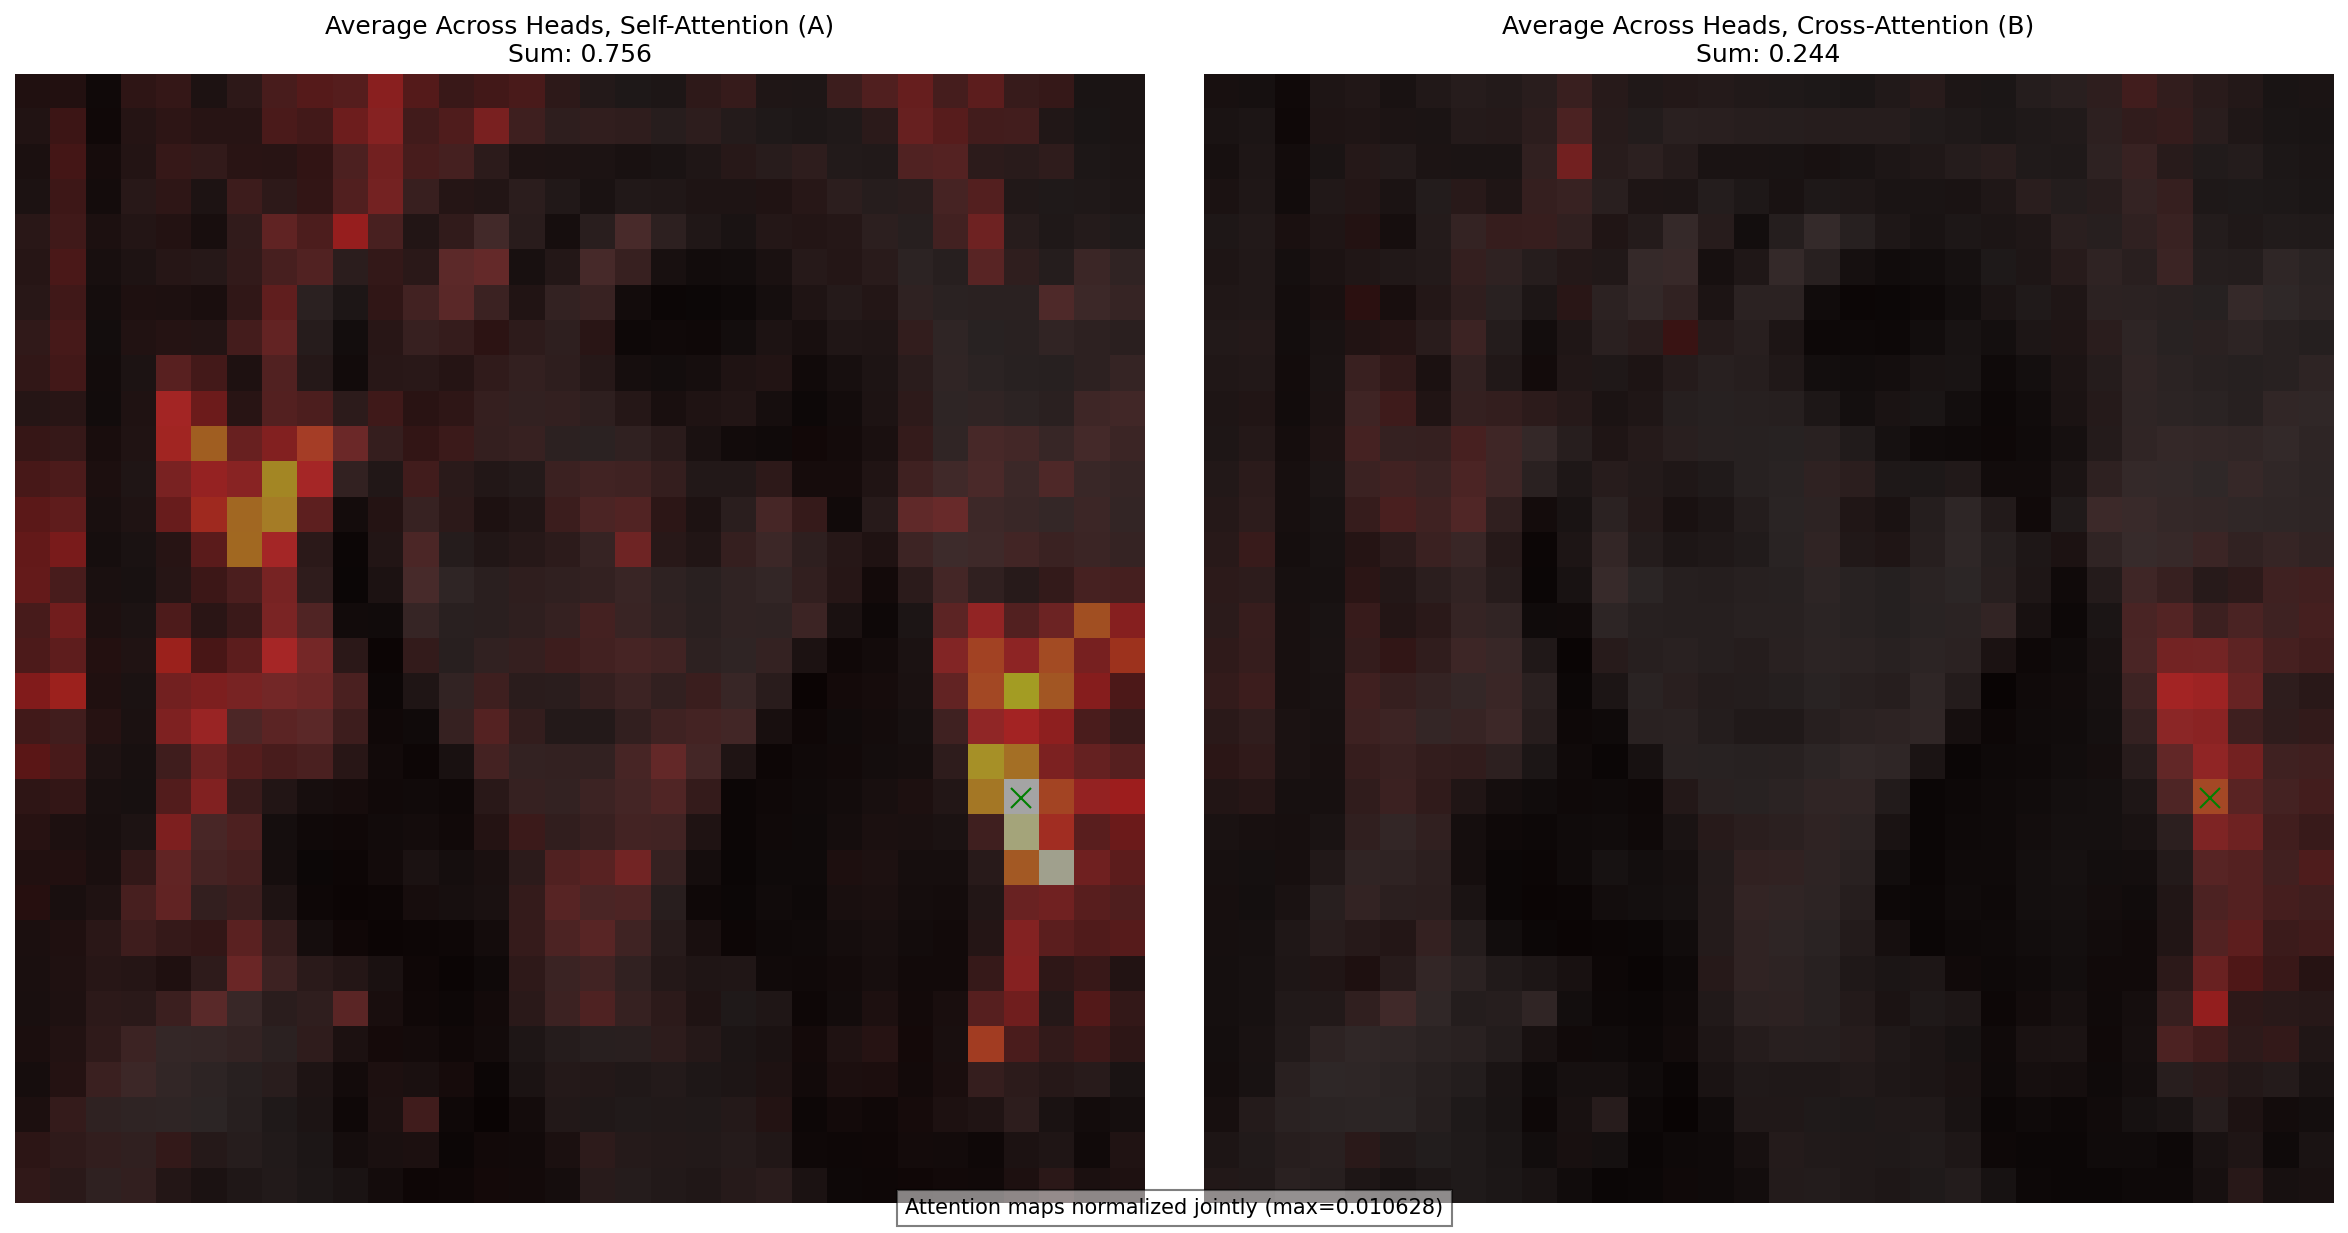 Average Across Heads, Self-Attention (A)
Sum: 0.756
Average Across Heads, Cross-Attention (B)
Sum: 0.244
Attention maps normalized jointly (max=0.010628)